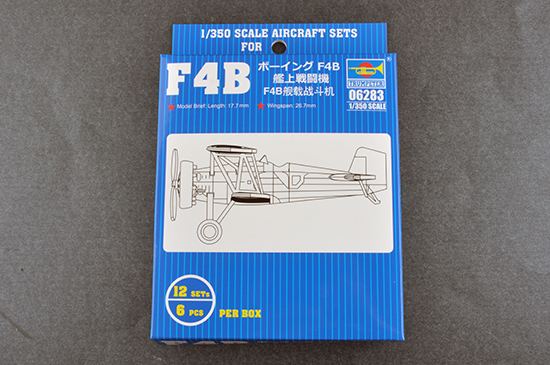 1/350 SCALE AIRCRAFT SETS
FOR
F4B
ボーイング F4B
艦上戦闘機
F4B舰载战斗机
TRUMPETER
06283
1/350 SCALE
★ Model Brief: Length: 17.7mm ★ Wingspan: 26.7mm
12 SETS
6 PCS
PER BOX